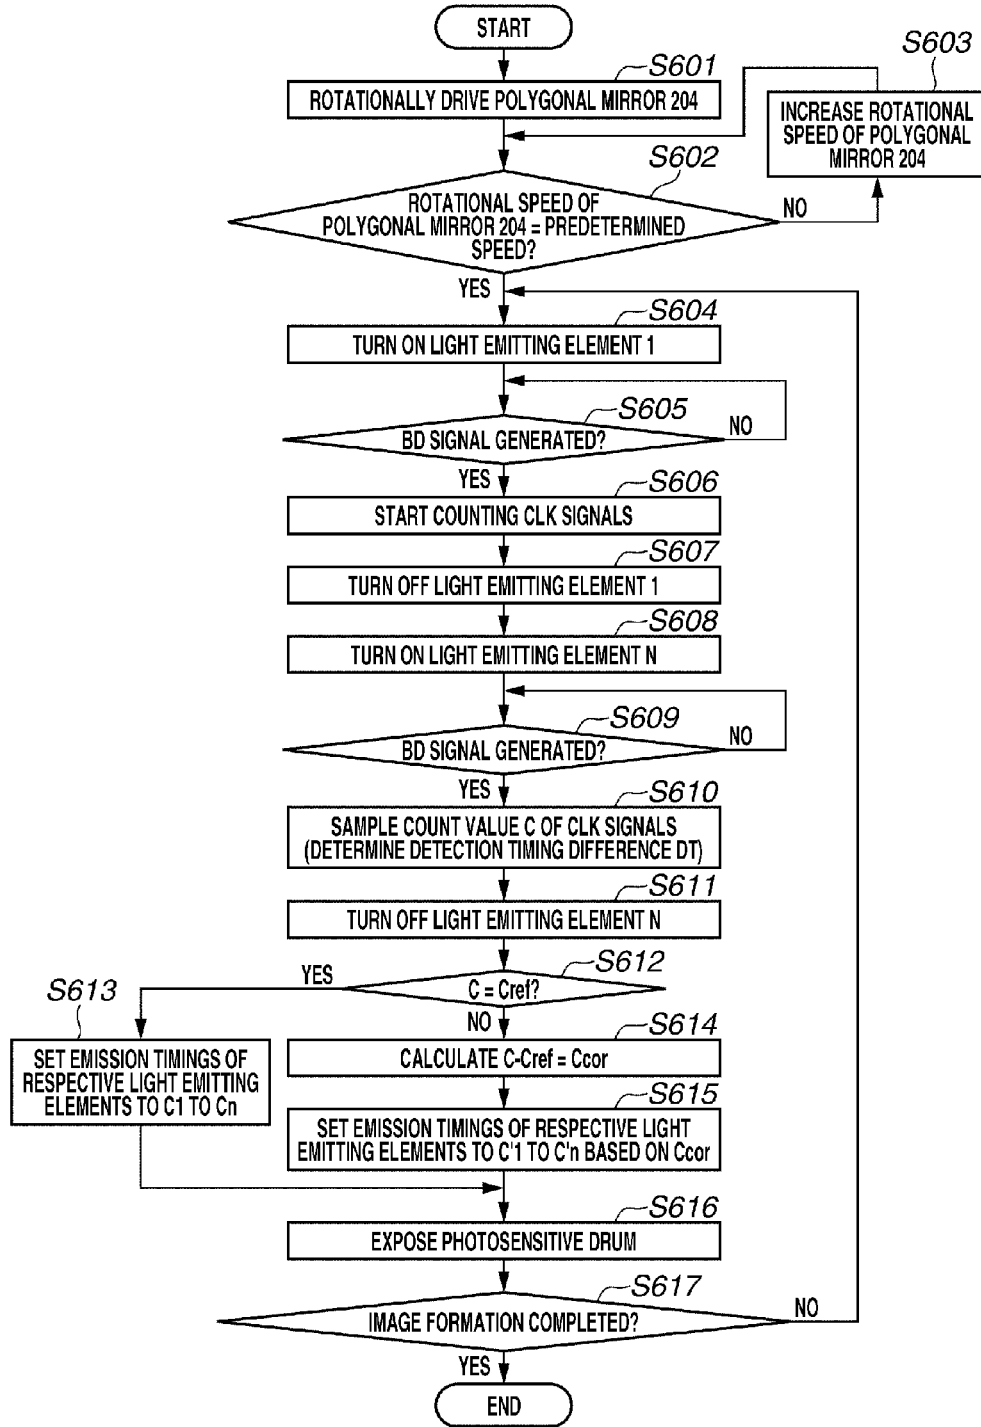 START
S601
ROTATIONALLY DRIVE POLYGONAL MIRROR 204
S603
INCREASE ROTATIONAL
SPEED OF POLYGONAL
MIRROR 204
S602
ROTATIONAL SPEED OF
POLYGONAL MIRROR 204 = PREDETERMINED
SPEED?
NO
YES
S604
TURN ON LIGHT EMITTING ELEMENT 1
S605
BD SIGNAL GENERATED?
NO
YES
S606
START COUNTING CLK SIGNALS
S607
TURN OFF LIGHT EMITTING ELEMENT 1
S608
TURN ON LIGHT EMITTING ELEMENT N
S609
BD SIGNAL GENERATED?
NO
YES
S610
SAMPLE COUNT VALUE C OF CLK SIGNALS
(DETERMINE DETECTION TIMING DIFFERENCE DT)
S611
TURN OFF LIGHT EMITTING ELEMENT N
S612
C = Cref?
YES
NO
S613
SET EMISSION TIMINGS OF
RESPECTIVE LIGHT EMITTING
ELEMENTS TO C1 TO Cn
S614
CALCULATE C-Cref = Ccor
S615
SET EMISSION TIMINGS OF RESPECTIVE LIGHT
EMITTING ELEMENTS TO C'1 TO C'n BASED ON Ccor
S616
EXPOSE PHOTOSENSITIVE DRUM
S617
IMAGE FORMATION COMPLETED?
NO
YES
END